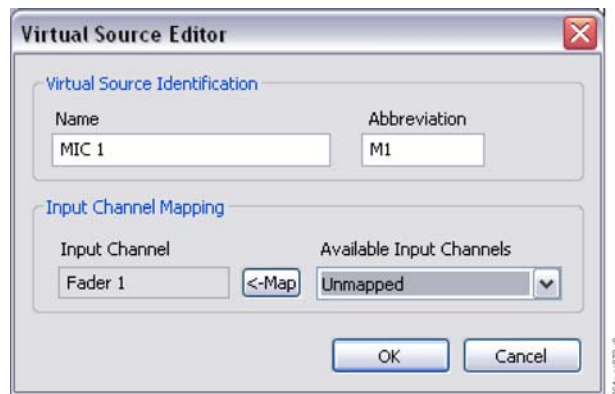 Virtual Source Editor
Virtual Source Identification
Name Abbreviation
MIC 1 M1
Input Channel Mapping
Input Channel Available Input Channels
Fader 1 <-Map Unmapped
OK Cancel